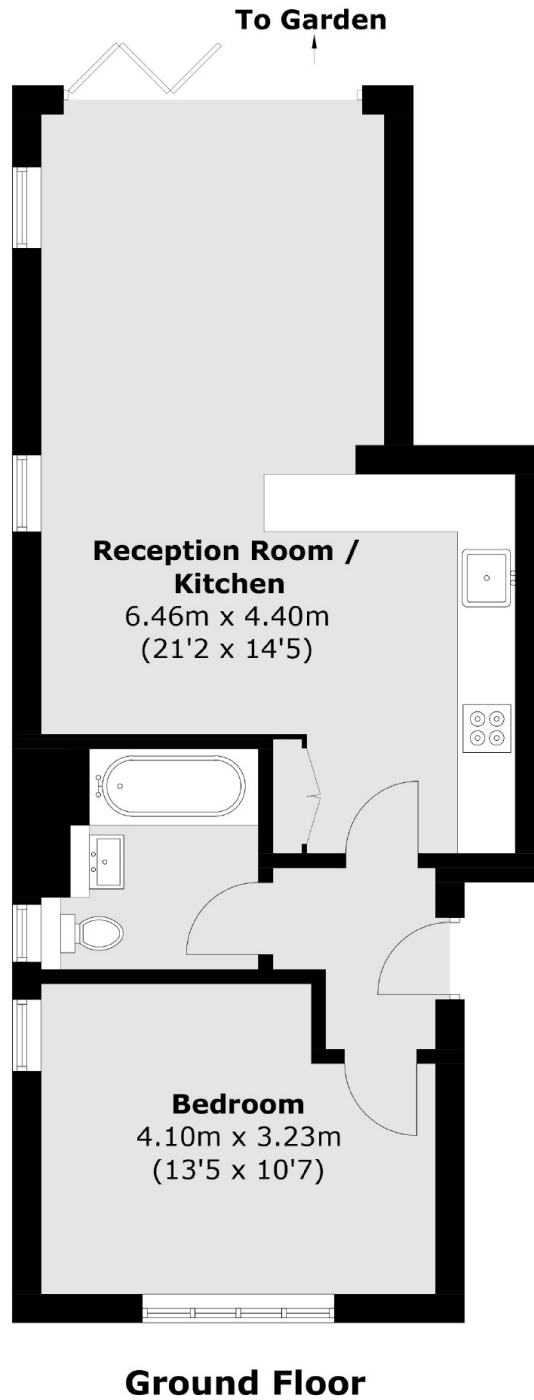 To Garden
Reception Room /
Kitchen
6.46m x 4.40m
(21'2 x 14'5)
Bedroom
4.10m x 3.23m
(13'5 x 10'7)
Ground Floor